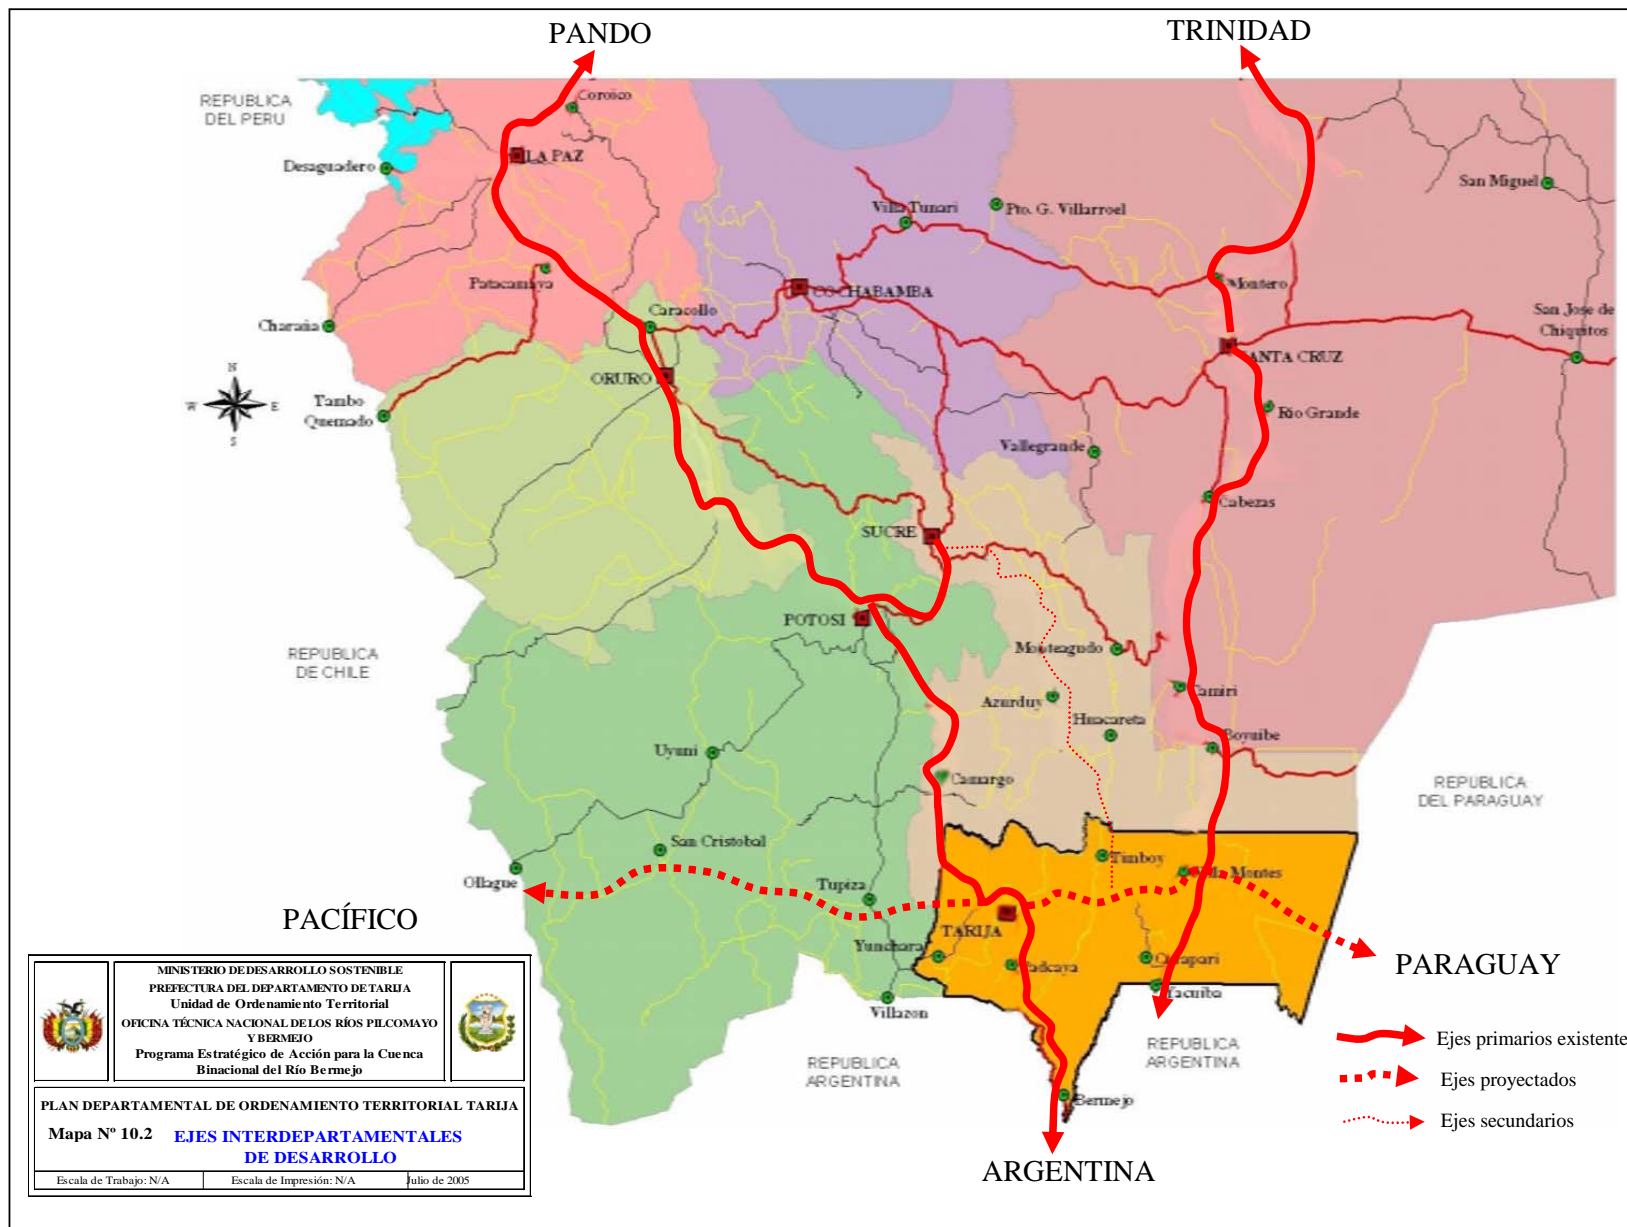 PANDO
TRINIDAD
REPUBLICA
DEL PERU
Coroico
LA PAZ
Desaguadero
San Miguel
Villa Tunari
Pto. G. Villarroel
Patacamaya
COCHABAMBA
Montero
Charaña
Caracollo
San Jose de
Chiquitos
SANTA CRUZ
N
W
E
S
ORURO
Tambo
Quemado
Rio Grande
Vallegrande
Cabezas
SUCRE
POTOSI
REPUBLICA
DE CHILE
Monteagudo
Camiri
Azurduy
Huacareta
Boyuibe
Uyuni
Camargo
REPUBLICA
DEL PARAGUAY
San Cristobal
Timboy
Villa Montes
Ollague
Tupiza
PACÍFICO
TARIJA
Yunchara
Padcaya
Carapari
PARAGUAY
Yacuiba
Villazon
REPUBLICA
ARGENTINA
REPUBLICA
ARGENTINA
Bermejo
ARGENTINA
Ejes primarios existente
Ejes proyectados
Ejes secundarios
MINISTERIO DE DESARROLLO SOSTENIBLE
PREFECTURA DEL DEPARTAMENTO DE TARIJA
Unidad de Ordenamiento Territorial
OFICINA TÉCNICA NACIONAL DE LOS RÍOS PILCOMAYO
Y BERMEJO
Programa Estratégico de Acción para la Cuenca
Binacional del Río Bermejo
PLAN DEPARTAMENTAL DE ORDENAMIENTO TERRITORIAL TARIJA
Mapa Nº 10.2 EJES INTERDEPARTAMENTALES
DE DESARROLLO
Escala de Trabajo: N/A Escala de Impresión: N/A Julio de 2005